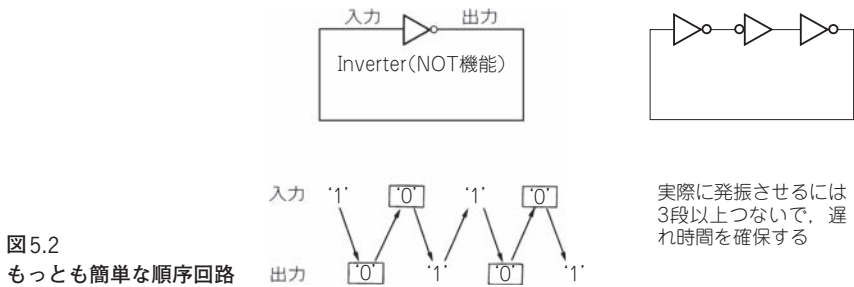 入力 出力
Inverter(NOT機能)
入力 '1' '0' '1' '0'
出力 '0' '1' '0' '1'
実際に発振させるには
3段以上つないで，遅
れ時間を確保する
図5.2
もっとも簡単な順序回路